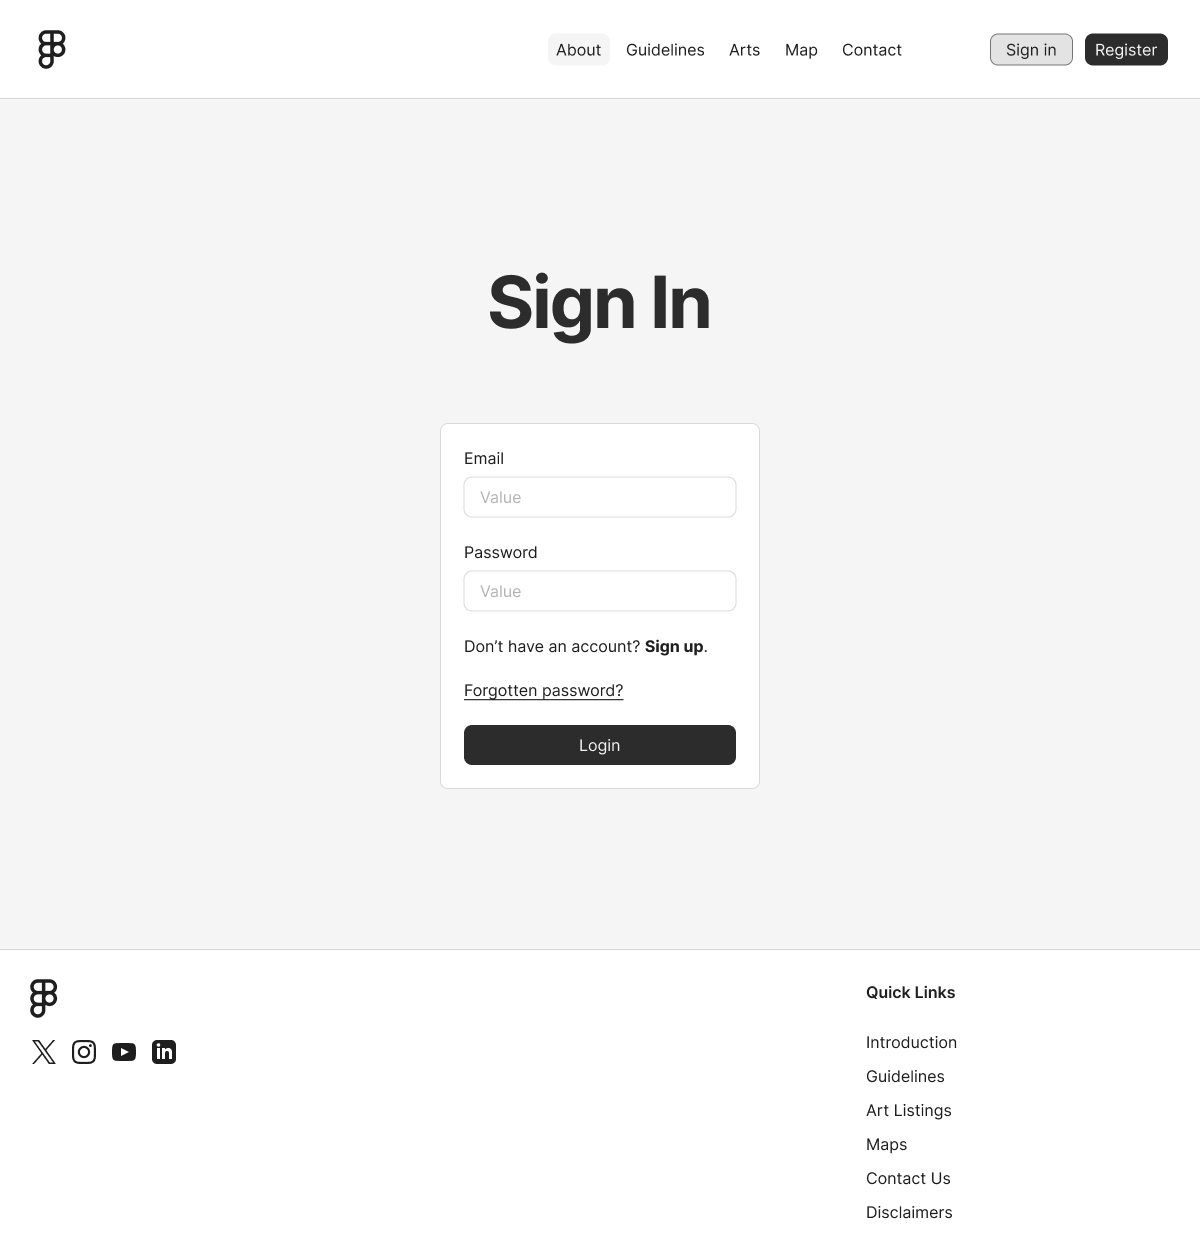 About Guidelines Arts Map Contact Sign in Register
Sign In
Email
Value
Password
Value
Don’t have an account? Sign up.
Forgotten password?
Login
Quick Links
Introduction
Guidelines
Art Listings
Maps
Contact Us
Disclaimers